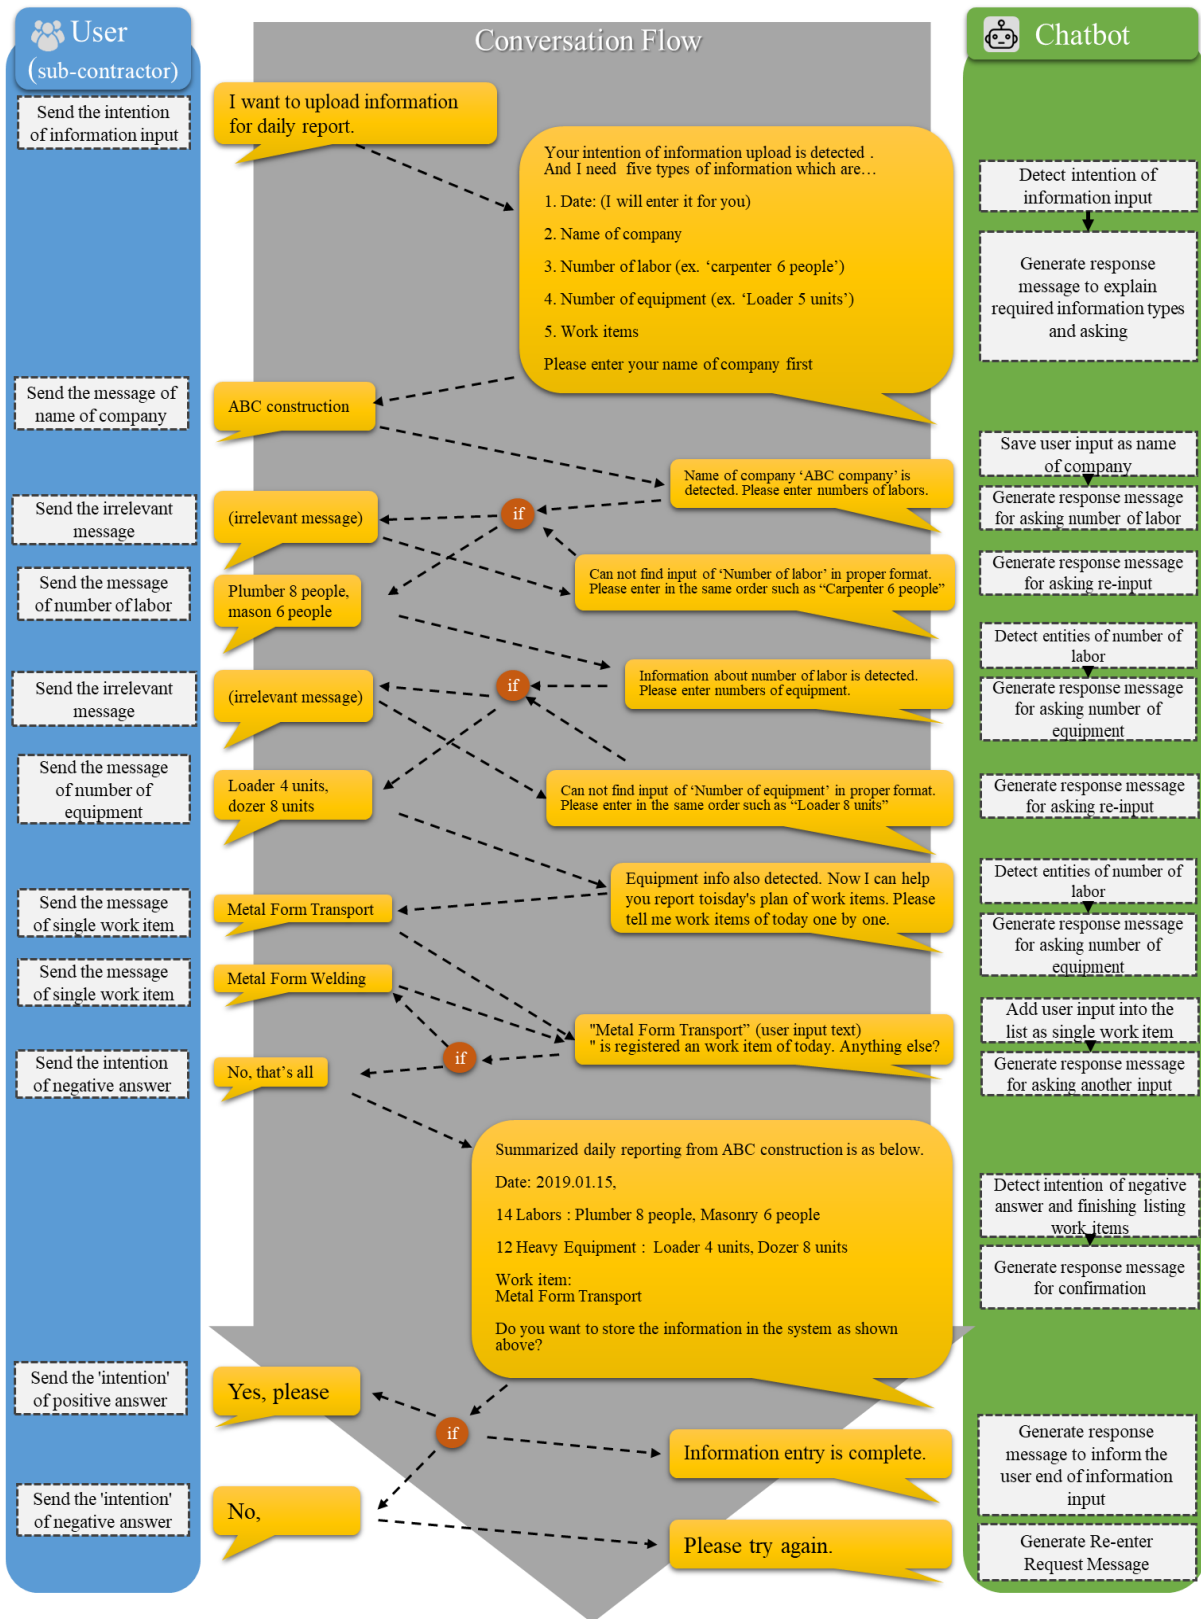 User
(sub-contractor)
Conversation Flow
Chatbot
Send the intention
of information input
I want to upload information
for daily report.
Your intention of information upload is detected .
And I need five types of information which are…
1. Date: (I will enter it for you)
2. Name of company
3. Number of labor (ex. ‘carpenter 6 people’)
4. Number of equipment (ex. ‘Loader 5 units’)
5. Work items
Please enter your name of company first
Detect intention of
information input
Generate response
message to explain
required information types
and asking
Send the message of
name of company
ABC construction
Save user input as name
of company
Name of company ‘ABC company’ is
detected. Please enter numbers of labors.
Generate response message
for asking number of labor
Send the irrelevant
message
(irrelevant message)
if
Can not find input of ‘Number of labor’ in proper format.
Please enter in the same order such as “Carpenter 6 people”
Generate response message
for asking re-input
Send the message
of number of labor
Plumber 8 people,
mason 6 people
Detect entities of number of
labor
Information about number of labor is detected.
Please enter numbers of equipment.
Generate response message
for asking number of
equipment
Send the irrelevant
message
(irrelevant message)
if
Send the message
of number of
equipment
Loader 4 units,
dozer 8 units
Can not find input of ‘Number of equipment’ in proper format.
Please enter in the same order such as “Loader 8 units”
Generate response message
for asking re-input
Equipment info also detected. Now I can help
you report toisday's plan of work items. Please
tell me work items of today one by one.
Detect entities of number of
labor
Generate response message
for asking number of
equipment
Send the message
of single work item
Metal Form Transport
Send the message
of single work item
Metal Form Welding
"Metal Form Transport” (user input text)
" is registered an work item of today. Anything else?
Add user input into the
list as single work item
Generate response message
for asking another input
if
Send the intention
of negative answer
No, that’s all
Summarized daily reporting from ABC construction is as below.
Date: 2019.01.15,
14 Labors : Plumber 8 people, Masonry 6 people
12 Heavy Equipment : Loader 4 units, Dozer 8 units
Work item:
Metal Form Transport
Do you want to store the information in the system as shown
above?
Detect intention of negative
answer and finishing listing
work items
Generate response message
for confirmation
Send the 'intention'
of positive answer
Yes, please
if
Information entry is complete.
Generate response
message to inform the
user end of information
input
Send the 'intention'
of negative answer
No,
Please try again.
Generate Re-enter
Request Message